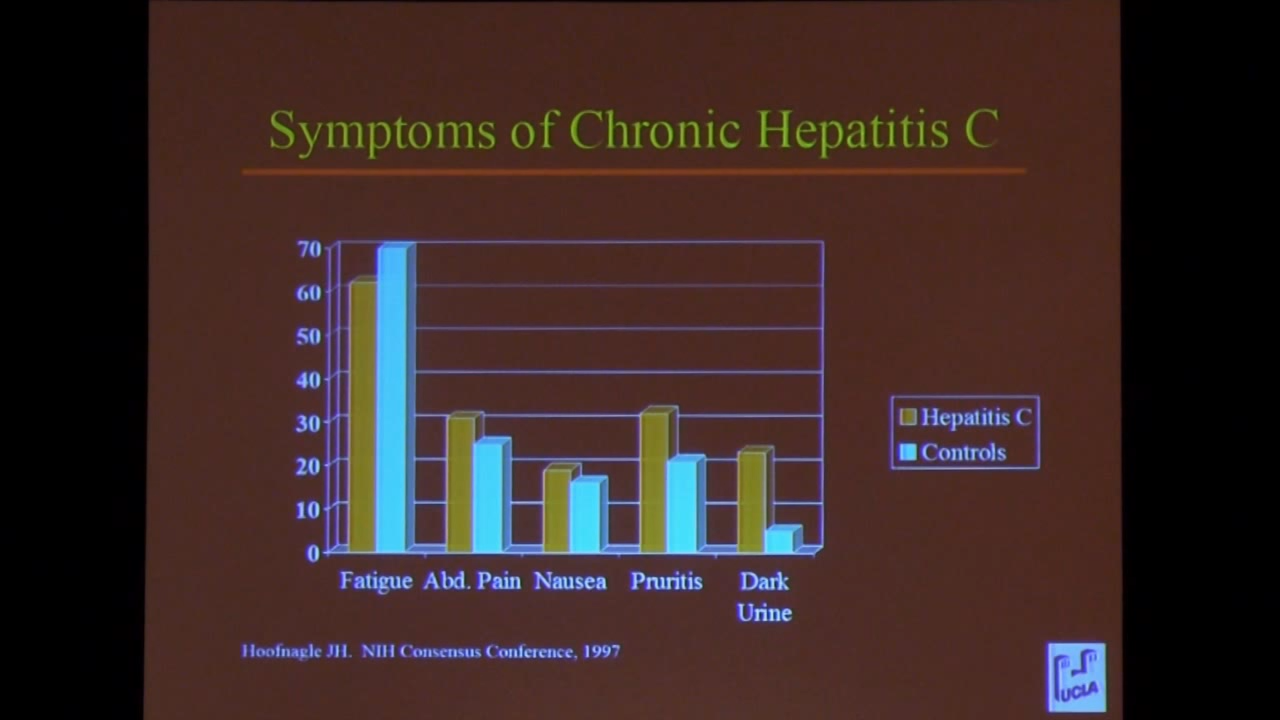 Symptoms of Chronic Hepatitis C
70
60
50
40
30
20
10
0
Fatigue Abd. Pain Nausea Pruritis Dark
Urine
Hepatitis C
Controls
Hoofnagle JH. NIH Consensus Conference, 1997
UCLA